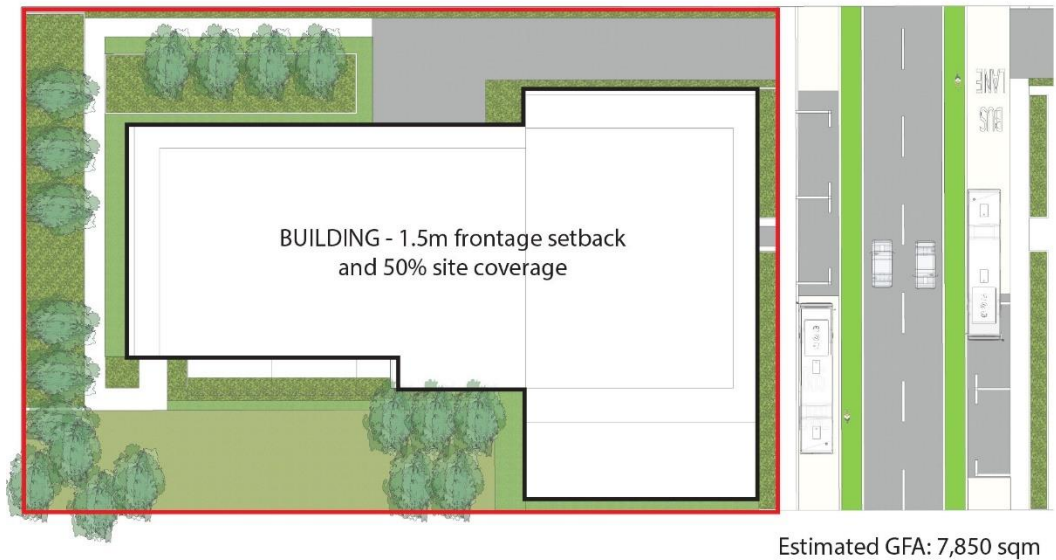 LANE
BUS
BUILDING - 1.5m frontage setback
and 50% site coverage
Estimated GFA: 7,850 sqm